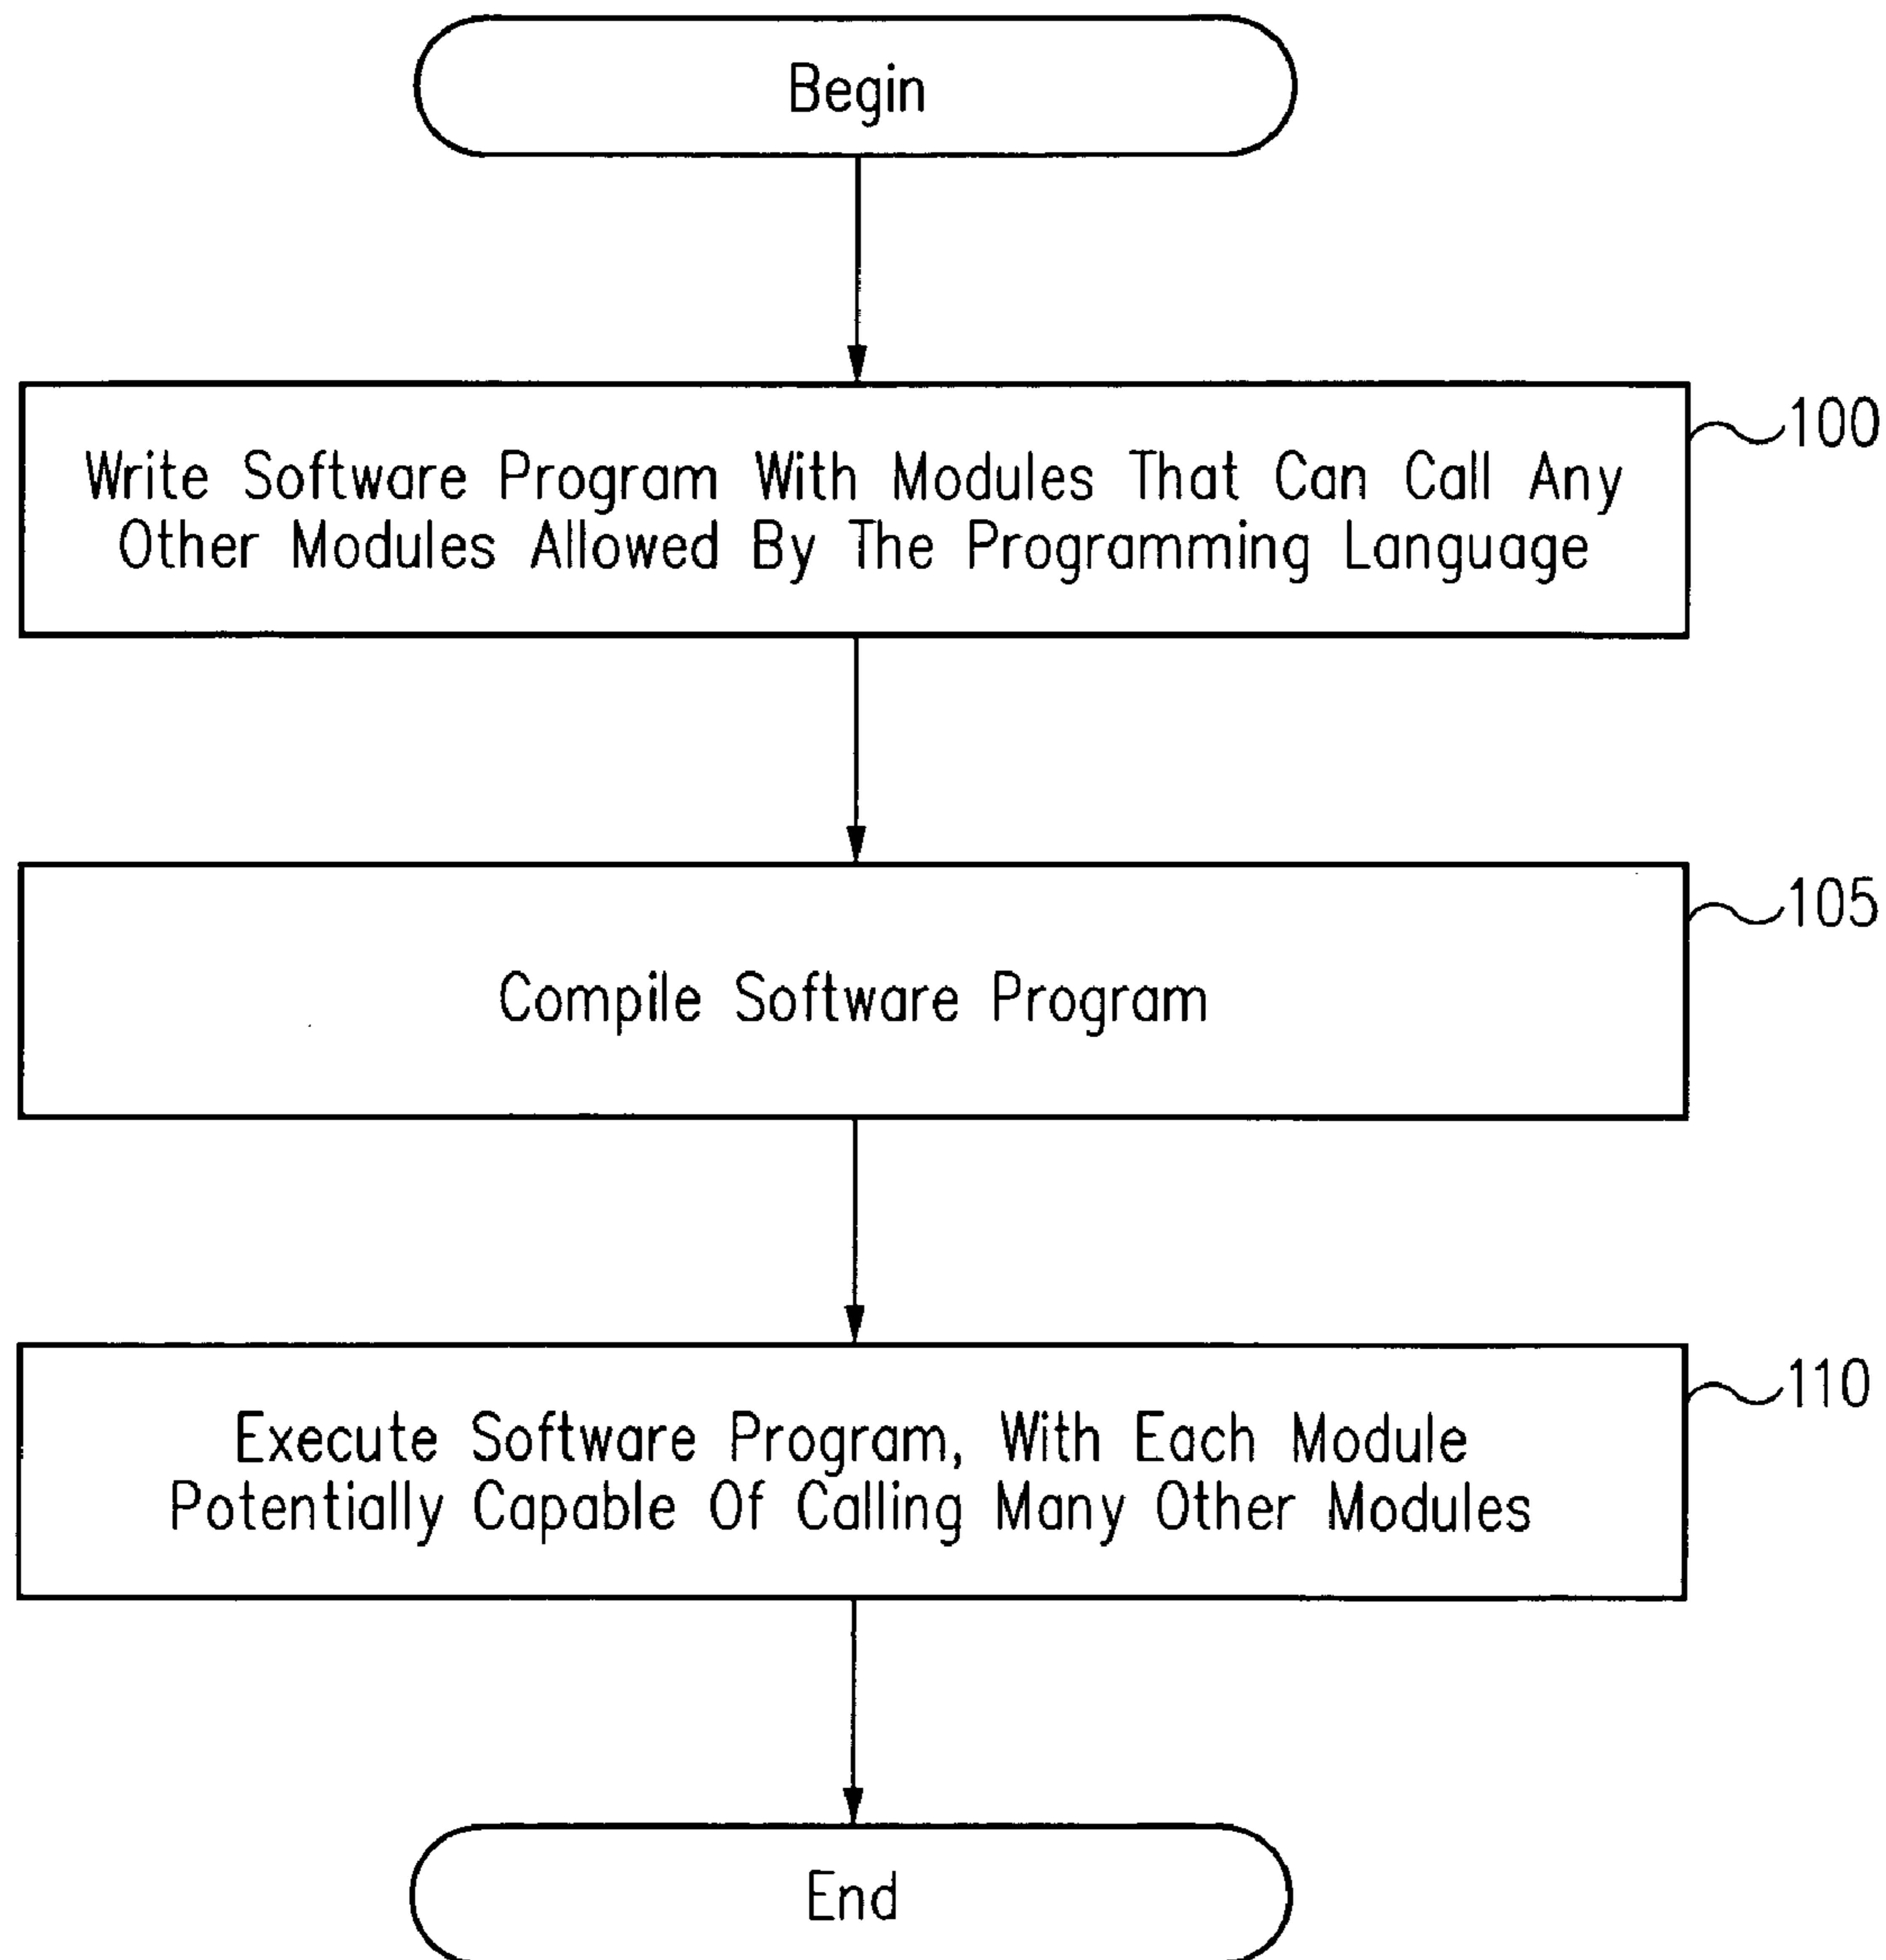 Begin
100
Write Software Program With Modules That Can Call Any
Other Modules Allowed By The Programming Language
105
Compile Software Program
110
Execute Software Program, With Each Module
Potentially Capable Of Calling Many Other Modules
End